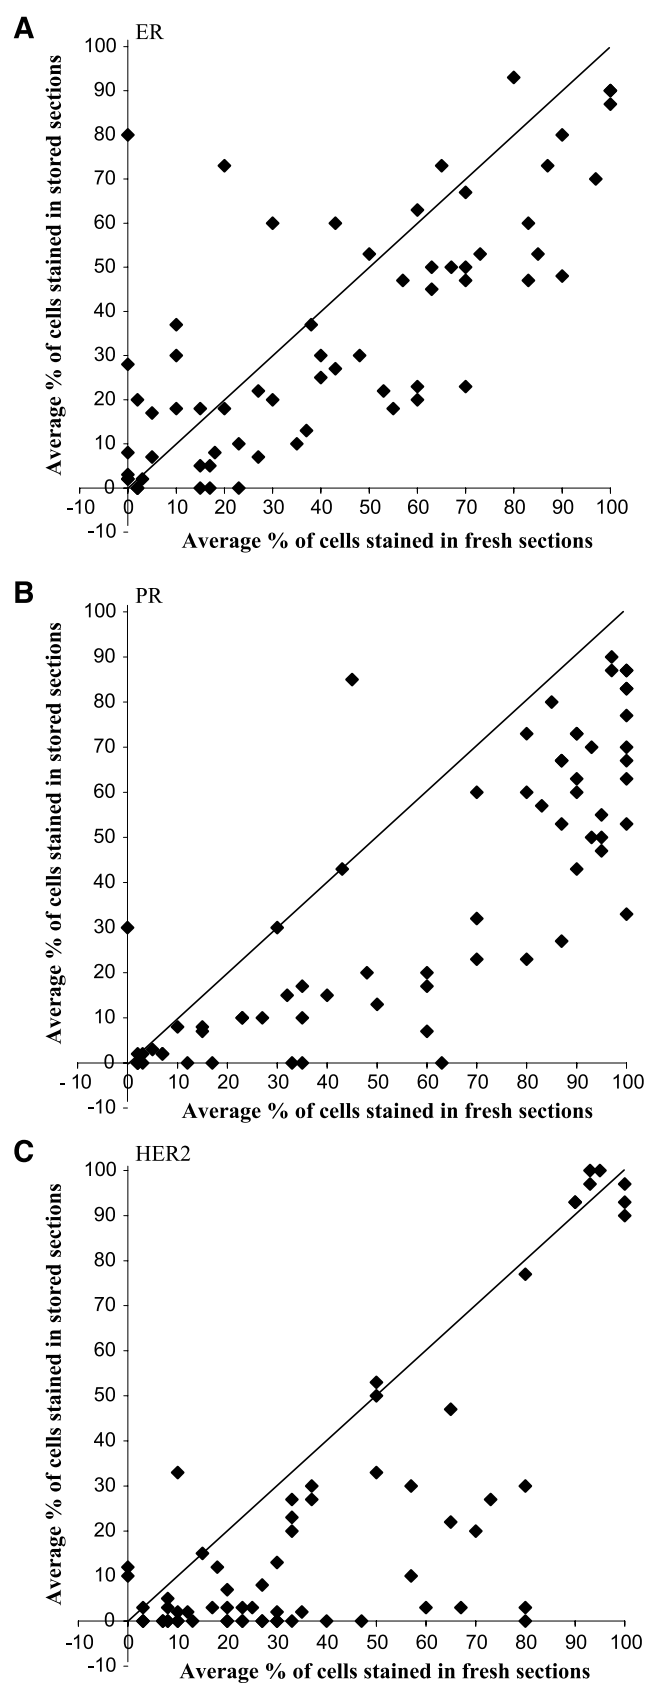 A
ER
100
90
80
70
60
50
40
30
20
10
0
-10
-10 0 10 20 30 40 50 60 70 80 90 100
Average % of cells stained in stored sections
Average % of cells stained in fresh sections
B
PR
100
90
80
70
60
50
40
30
20
10
0
-10
- 10 0 10 20 30 40 50 60 70 80 90 100
Average % of cells stained in stored sections
Average % of cells stained in fresh sections
C
HER2
100
90
80
70
60
50
40
30
20
10
0
-10
-10 0 10 20 30 40 50 60 70 80 90 100
Average % of cells stained in stored sections
Average % of cells stained in fresh sections